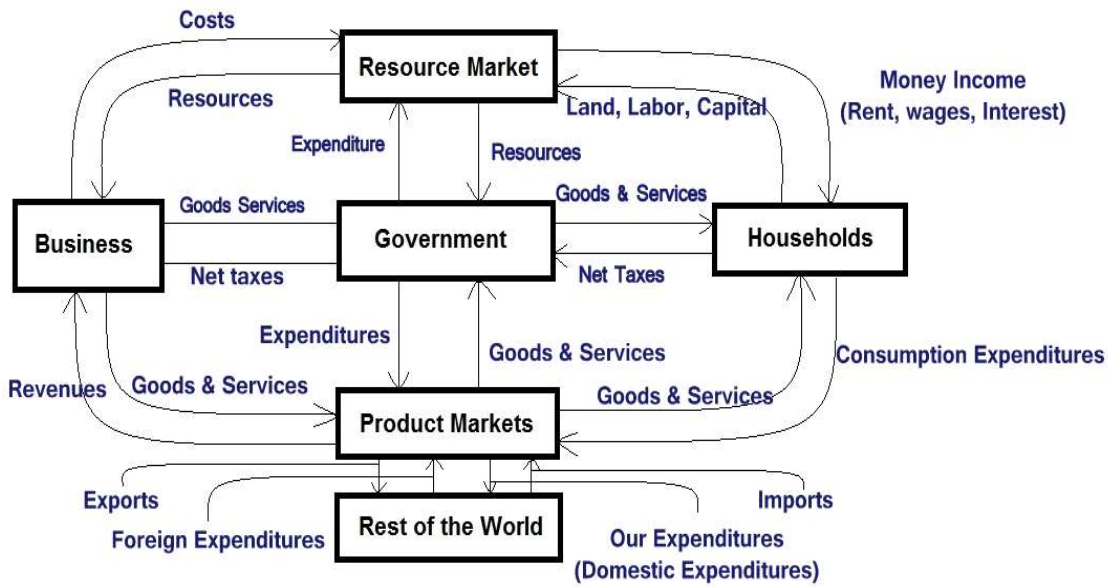 Costs
Resource Market
Resources
Land, Labor, Capital
Money Income
(Rent, wages, Interest)
Expenditure
Resources
Goods Services
Goods & Services
Business
Government
Households
Net taxes
Net Taxes
Expenditures
Goods & Services
Consumption Expenditures
Revenues
Goods & Services
Goods & Services
Product Markets
Exports
Imports
Foreign Expenditures
Rest of the World
Our Expenditures
(Domestic Expenditures)